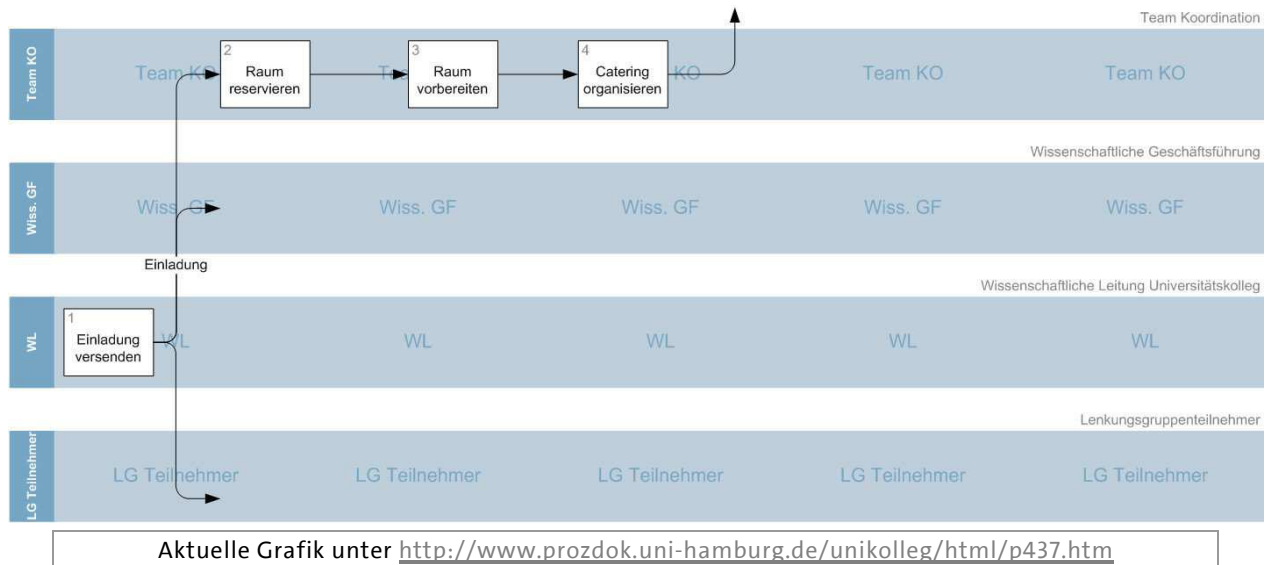 Team Koordination
Team KO
Team KO
2
Raum
reservieren
3
Raum
vorbereiten
4
Catering
organisieren
KO
Team KO
Team KO
Wissenschaftliche Geschäftsführung
Wiss. GF
Wiss. GF
Wiss. GF
Wiss. GF
Wiss. GF
Wiss. GF
Einladung
Wissenschaftliche Leitung Universitätskolleg
WL
1
Einladung
versenden
WL
WL
WL
WL
WL
Lenkungsgruppenteilnehmer
LG Teilnehmer
LG Teilnehmer
LG Teilnehmer
LG Teilnehmer
LG Teilnehmer
LG Teilnehmer
Aktuelle Grafik unter http://www.prozdok.uni-hamburg.de/unikolleg/html/p437.htm